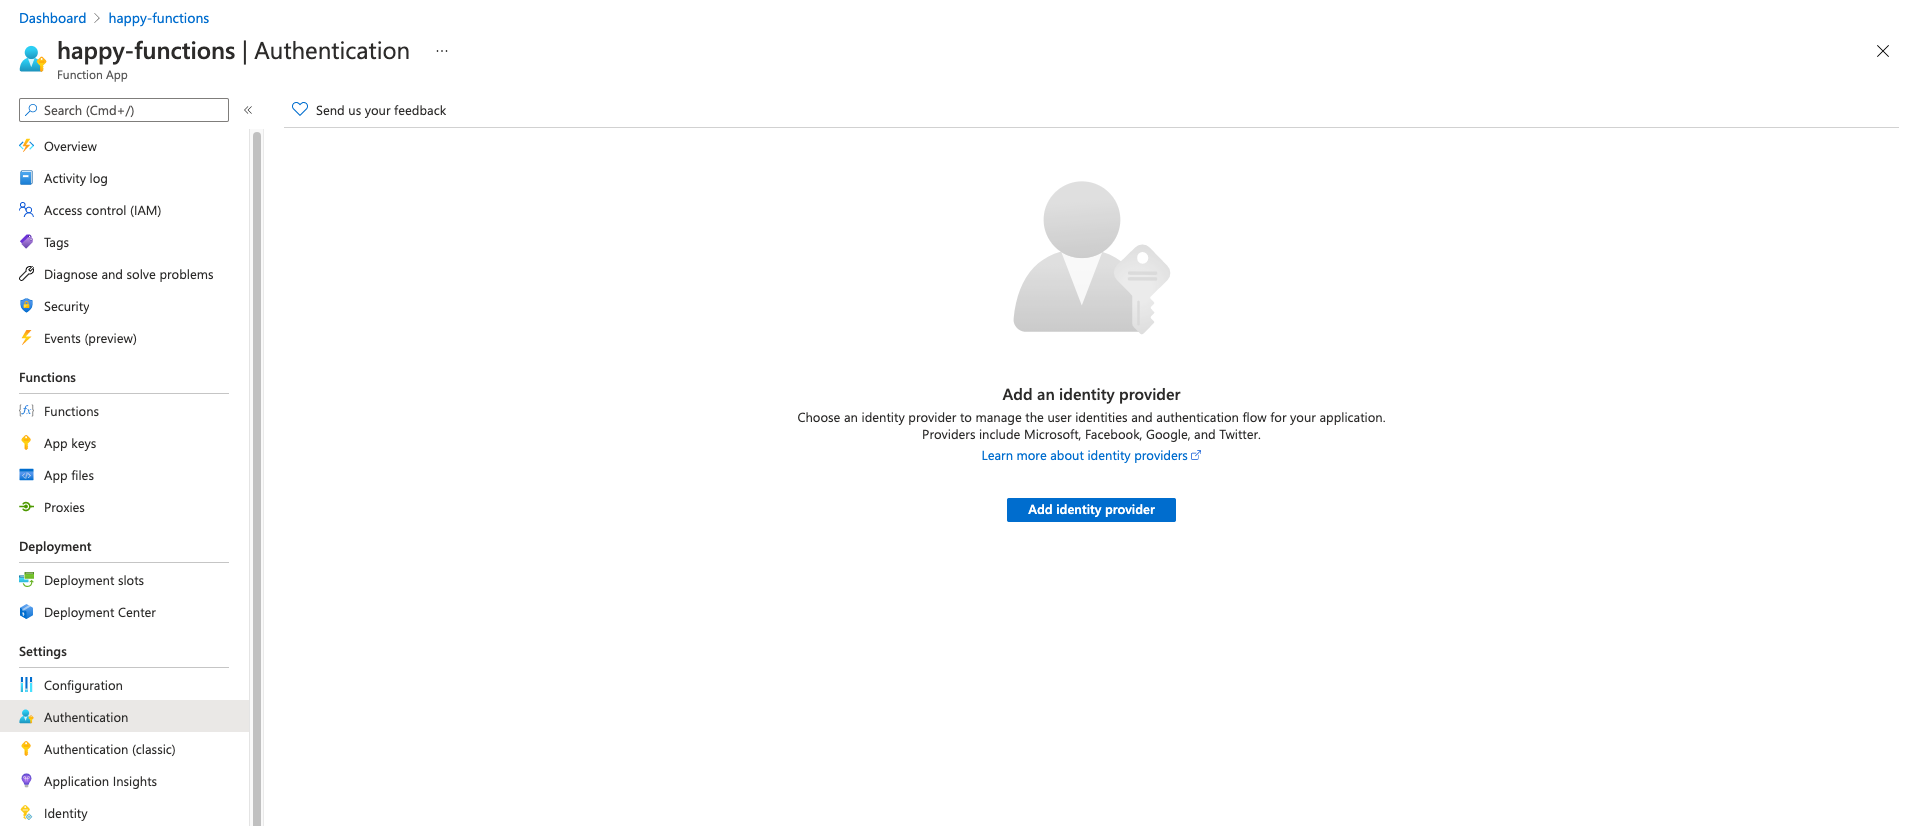 Dashboard > happy-functions
happy-functions | Authentication ...
Function App
Search (Cmd+/)
«
Overview
Activity log
Access control (IAM)
Tags
Diagnose and solve problems
Security
Events (preview)
Functions
Functions
App keys
App files
Proxies
Deployment
Deployment slots
Deployment Center
Settings
Configuration
Authentication
Authentication (classic)
Application Insights
Identity
Send us your feedback
Add an identity provider
Choose an identity provider to manage the user identities and authentication flow for your application.
Providers include Microsoft, Facebook, Google, and Twitter.
Learn more about identity providers
Add identity provider